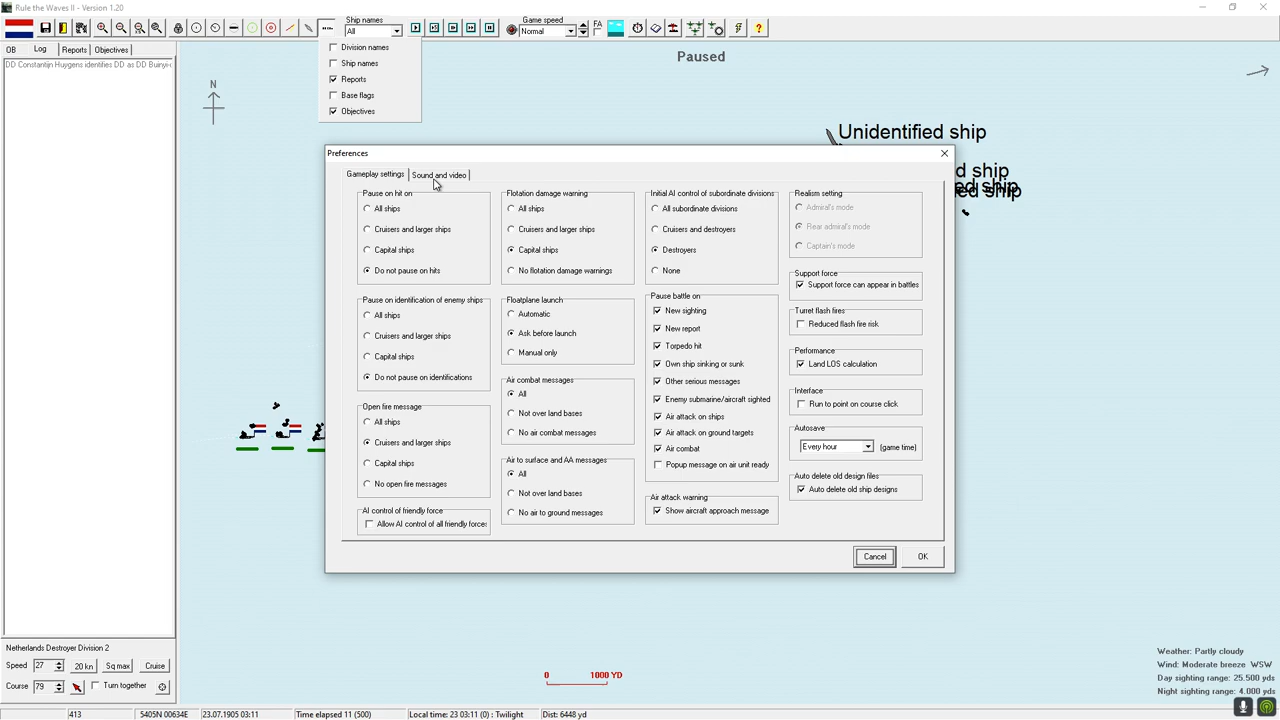 Rule the Waves II - Version 1.20
Ship names
All
Game speed
Normal
FA
OB
Log
Reports
Objectives
DD Constantijn Huygens identifies DD as DD Buinyi
Division names
Ship names
Reports
Base flags
Objectives
Paused
N
Unidentified ship
d ship
ed ship
fied ship
Preferences
Gameplay settings
Sound and video
Pause on hit on
All ships
Cruisers and larger ships
Capital ships
Do not pause on hits
Pause on identification of enemy ships
All ships
Cruisers and larger ships
Capital ships
Do not pause on identifications
Open fire message
All ships
Cruisers and larger ships
Capital ships
No open fire messages
AI control of friendly force
Allow AI control of all friendly forces
Flotation damage warning
All ships
Cruisers and larger ships
Capital ships
No flotation damage warnings
Floatplane launch
Automatic
Ask before launch
Manual only
Air combat messages
All
Not over land bases
No air combat messages
Air to surface and AA messages
All
Not over land bases
No air to ground messages
Initial AI control of subordinate divisions
All subordinate divisions
Cruisers and destroyers
Destroyers
None
Pause battle on
New sighting
New report
Torpedo hit
Own ship sinking or sunk
Other serious messages
Enemy submarine/aircraft sighted
Air attack on ships
Air attack on ground targets
Air combat
Popup message on air unit ready
Air attack warning
Show aircraft approach message
Realism setting
Admiral's mode
Rear admiral's mode
Captain's mode
Support force
Support force can appear in battles
Turret flash fires
Reduced flash fire risk
Performance
Land LOS calculation
Interface
Run to point on course click
Autosave
Every hour
(game time)
Auto delete old design files
Auto delete old ship designs
Cancel
OK
Netherlands Destroyer Division 2
Speed 27 20 kn Sq max Cruise
Course 79 Turn together
0 1000 YD
Weather: Partly cloudy
Wind: Moderate breeze WSW
Day sighting range: 25.500 yds
Night sighting range: 4.000 yds
413
5405N 00634E
23.07.1905 03:11
Time elapsed 11 (500)
Local time: 23 03:11 (0) : Twilight
Dist: 6448 yd